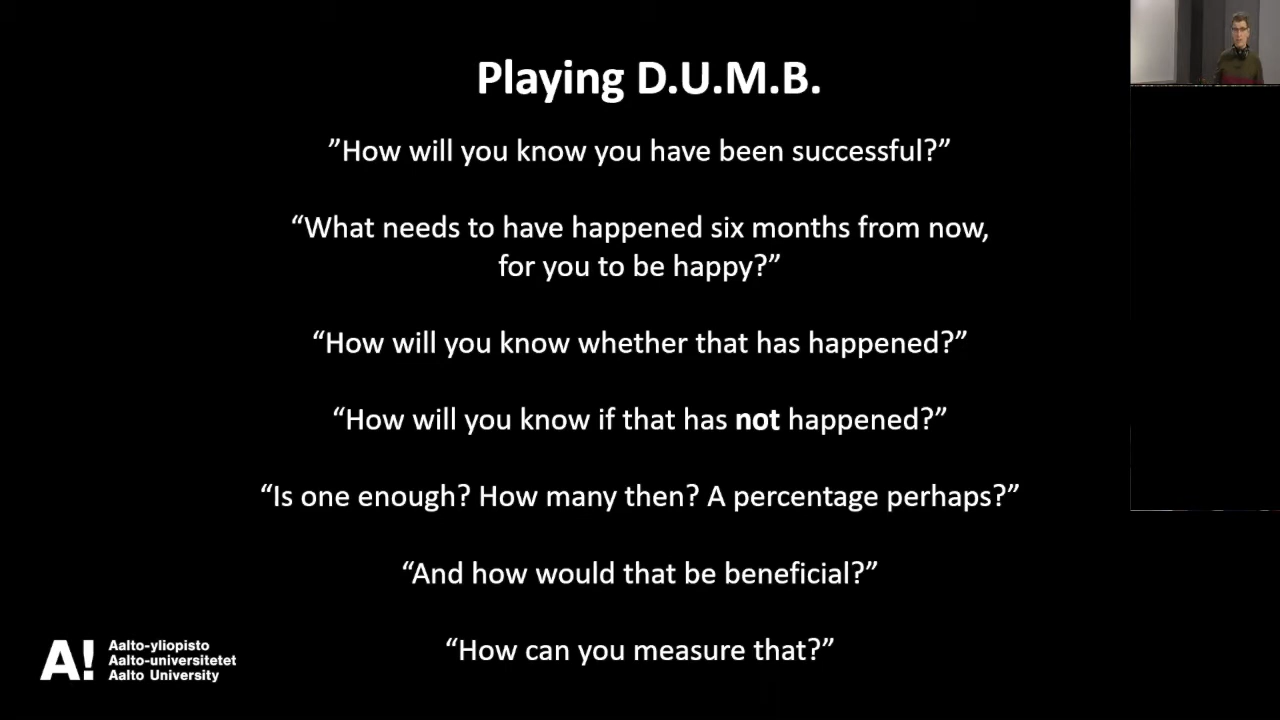 Playing D.U.M.B.
”How will you know you have been successful?”
“What needs to have happened six months from now,
for you to be happy?”
“How will you know whether that has happened?”
“How will you know if that has not happened?”
“Is one enough? How many then? A percentage perhaps?”
“And how would that be beneficial?”
“How can you measure that?”
A!
Aalto-yliopisto
Aalto-universitetet
Aalto University